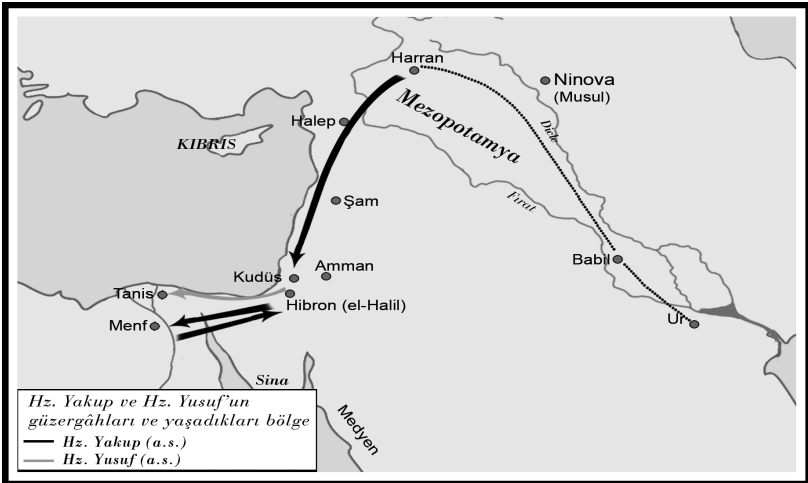 Harran
Ninova
(Musul)
Mezopotamya
Halep
Dicle
KIBRIS
Fırat
Şam
Babil
Kudüs
Amman
Tanis
Hibron (el-Halil)
Menf
Ur
Sina
Medyen
Hz. Yakup ve Hz. Yusuf'un
güzergâhları ve yaşadıkları bölge
Hz. Yakup (a.s.)
Hz. Yusuf (a.s.)